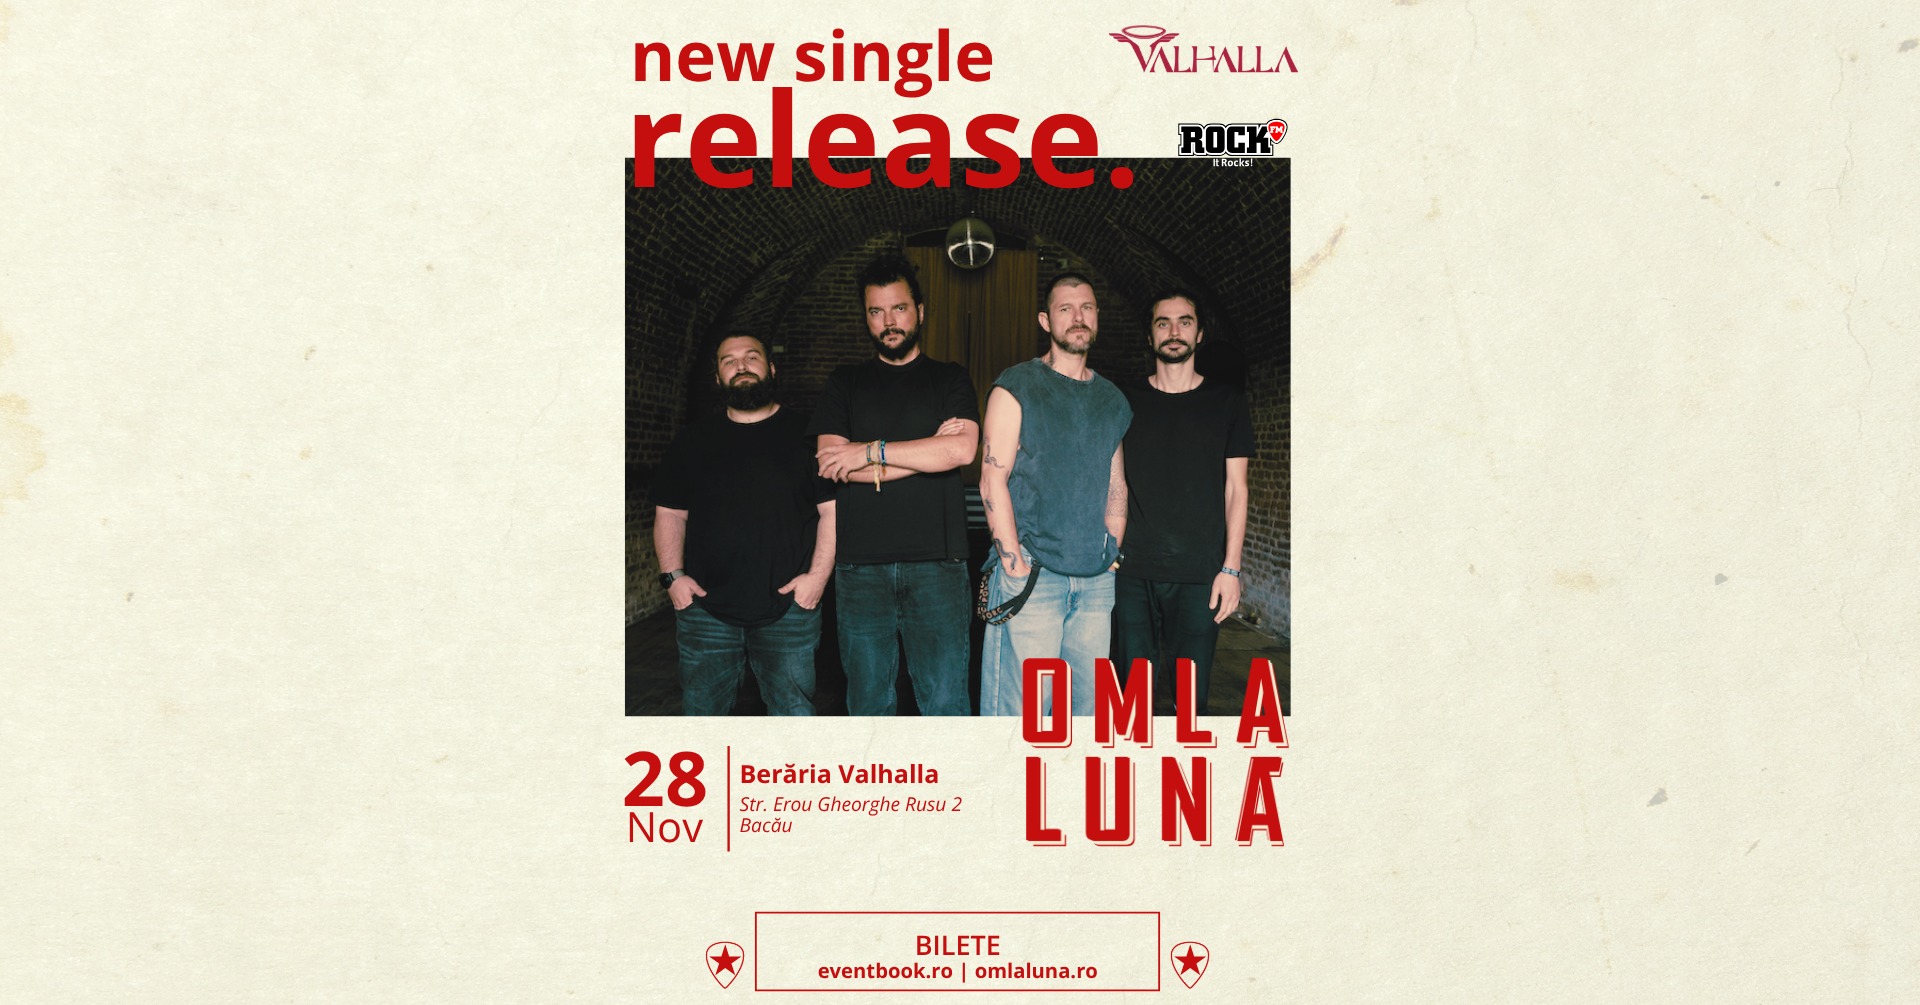 new single
VALHALLA
release.
ROCK FM
It Rocks!
OMLA
LUNA
28
Nov
Berăria Valhalla
Str. Erou Gheorghe Rusu 2
Bacău
BILETE
eventbook.ro | omlaluna.ro